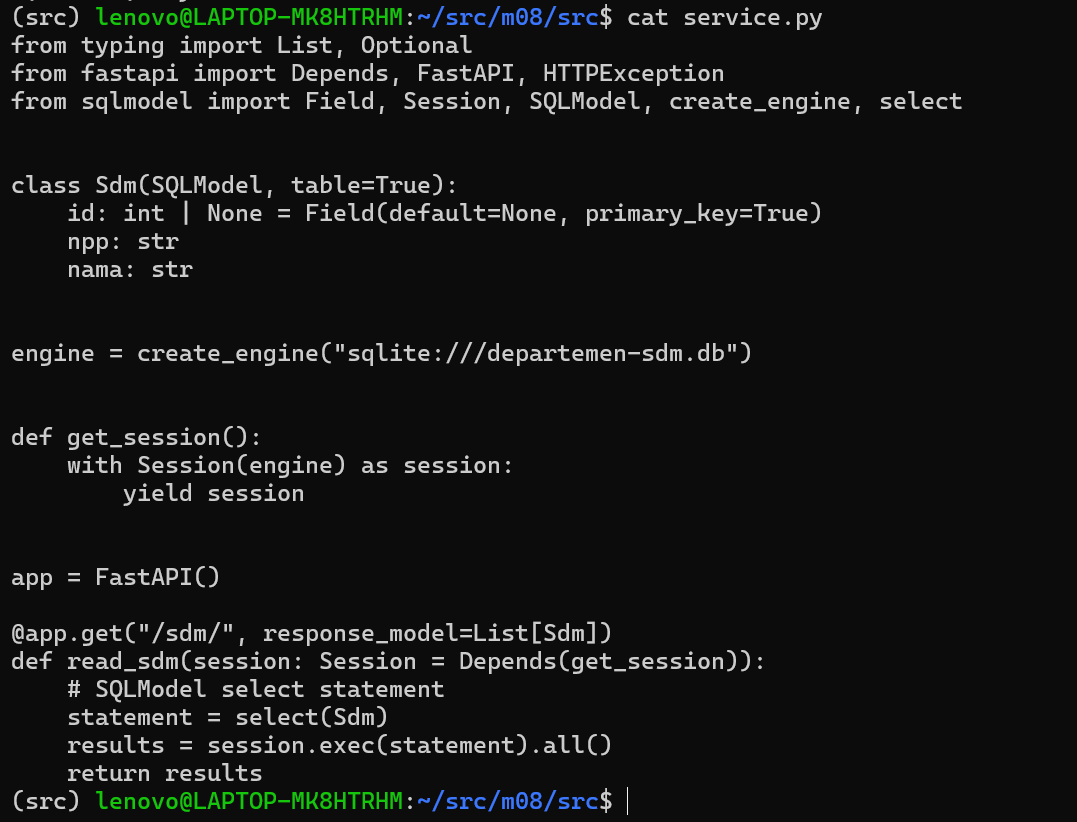 (src) lenovo@LAPTOP-MK8HTRHM:~/src/m08/src$ cat service.py
from typing import List, Optional
from fastapi import Depends, FastAPI, HTTPException
from sqlmodel import Field, Session, SQLModel, create_engine, select
class Sdm(SQLModel, table=True):
    id: int | None = Field(default=None, primary_key=True)
    npp: str
    nama: str
engine = create_engine("sqlite:///departemen-sdm.db")
def get_session():
    with Session(engine) as session:
        yield session
app = FastAPI()
@app.get("/sdm/", response_model=List[Sdm])
def read_sdm(session: Session = Depends(get_session)):
    # SQLModel select statement
    statement = select(Sdm)
    results = session.exec(statement).all()
    return results
(src) lenovo@LAPTOP-MK8HTRHM:~/src/m08/src$